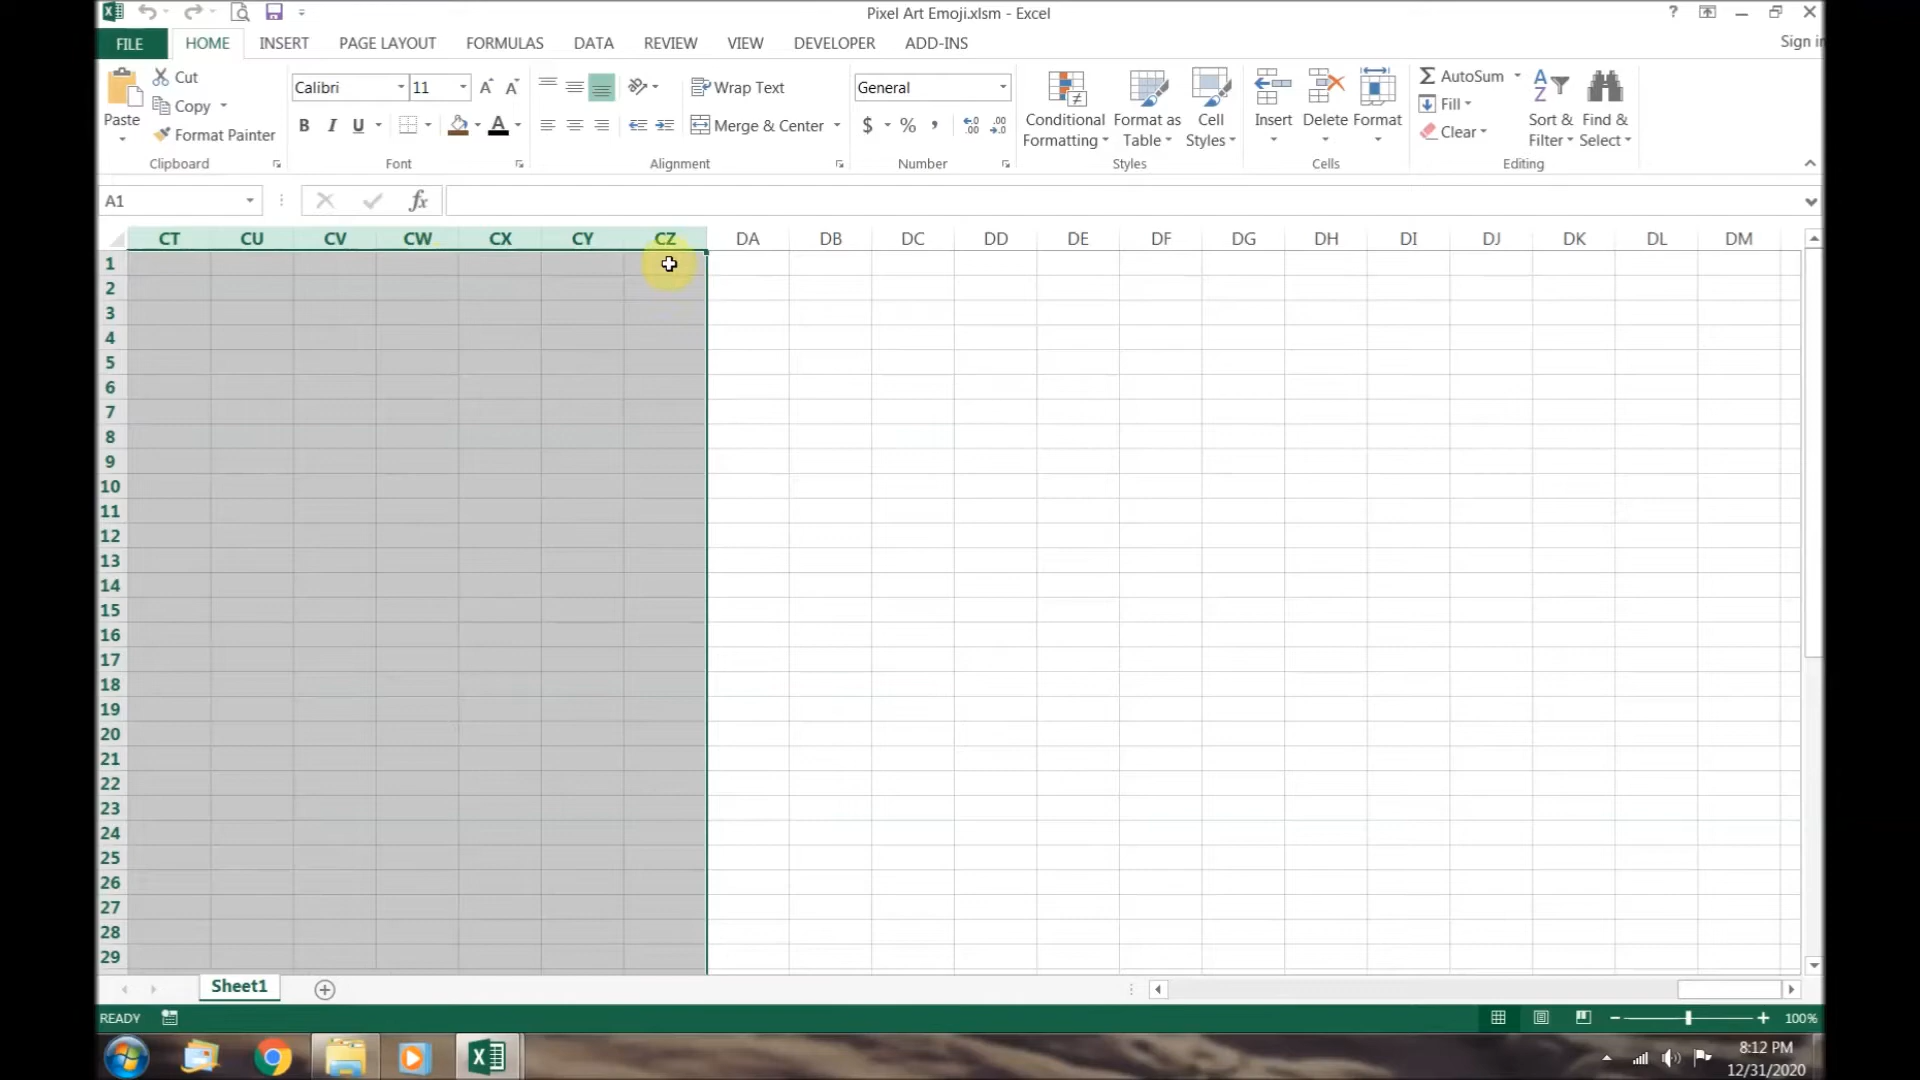 Pixel Art Emoji.xlsm - Excel
?
Sign in
FILE HOME INSERT PAGE LAYOUT FORMULAS DATA REVIEW VIEW DEVELOPER ADD-INS
Paste
Cut
Copy
Format Painter
Clipboard
Calibri 11
B I U
Font
Wrap Text
Merge & Center
Alignment
General
$ % ,
Number
Conditional Formatting
Format as Table
Cell Styles
Styles
Insert
Delete
Format
Cells
AutoSum
Fill
Clear
Sort & Filter
Find & Select
Editing
A1
fx
CT CU CV CW CX CY CZ DA DB DC DD DE DF DG DH DI DJ DK DL DM
1
2
3
4
5
6
7
8
9
10
11
12
13
14
15
16
17
18
19
20
21
22
23
24
25
26
27
28
29
Sheet1
READY
100%
8:12 PM
12/31/2020